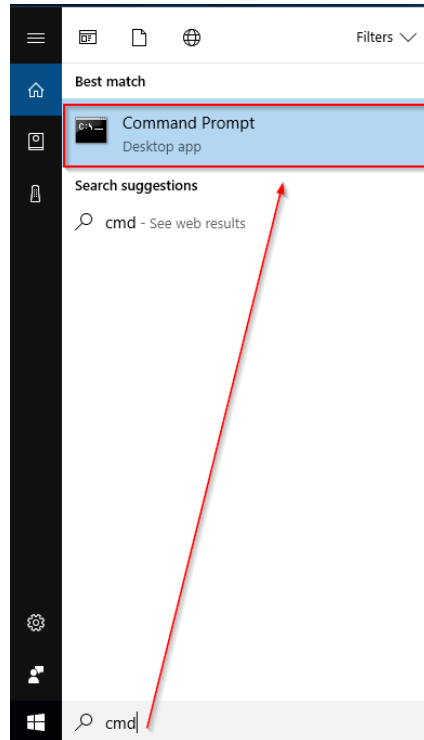 Filters
Best match
C:\_
Command Prompt
Desktop app
Search suggestions
cmd - See web results
cmd